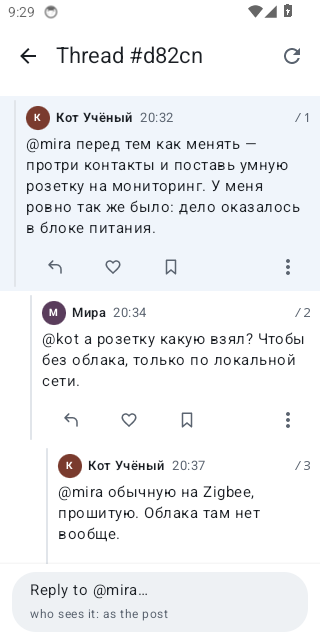 9:29
Thread #d82cn
K
Кот Учёный 20:32 / 1
@mira перед тем как менять —
протри контакты и поставь умную
розетку на мониторинг. У меня
ровно так же было: дело оказалось
в блоке питания.
М
Мира 20:34 / 2
@kot а розетку какую взял? Чтобы
без облака, только по локальной
сети.
K
Кот Учёный 20:37 / 3
@mira обычную на Zigbee,
прошитую. Облака там нет
вообще.
Reply to @mira…
who sees it: as the post